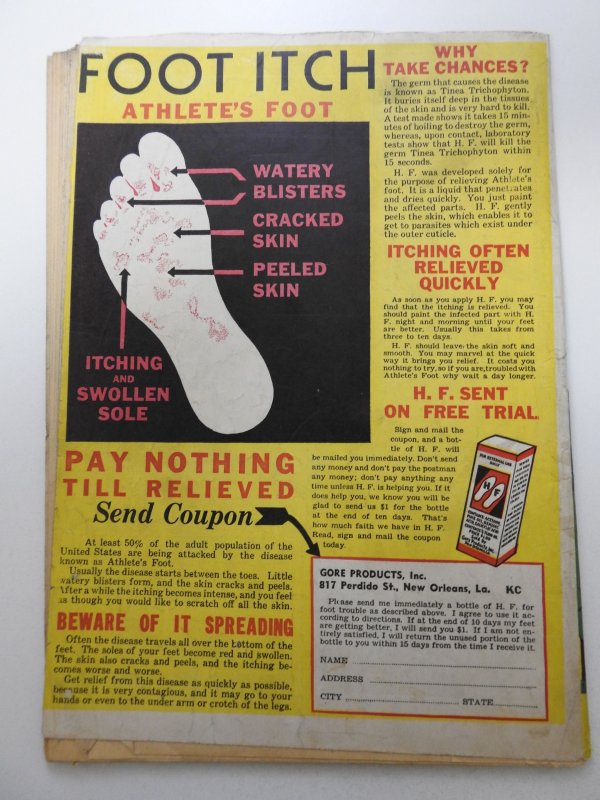 FOOT ITCH
ATHLETE'S FOOT
WATERY
BLISTERS
CRACKED
SKIN
PEELED
SKIN
ITCHING
AND
SWOLLEN
SOLE
PAY NOTHING
TILL RELIEVED
Send Coupon
At least 50% of the adult population of the
United States are being attacked by the disease
known as Athlete's Foot.
Usually the disease starts between the toes. Little
watery blisters form, and the skin cracks and peels.
After a while the itching becomes intense, and you feel
as though you would like to scratch off all the skin.
BEWARE OF IT SPREADING
Often the disease travels all over the bottom of the
feet. The soles of your feet become red and swollen.
The skin also cracks and peels, and the itching be-
comes worse and worse.
Get relief from this disease as quickly as possible,
because it is very contagious, and it may go to your
hands or even to the under arm or crotch of the legs.
WHY
TAKE CHANCES?
The germ that causes the disease
is known as Tinea Trichophyton.
It buries itself deep in the tissues
of the skin and is very hard to kill.
A test made shows it takes 15 min-
utes of boiling to destroy the germ,
whereas, upon contact, laboratory
tests show that H. F. will kill the
germ Tinea Trichophyton within
15 seconds.
H. F. was developed solely for
the purpose of relieving Athlete's
foot. It is a liquid that penetrates
and dries quickly. You just paint
the affected parts. H. F. gently
peels the skin, which enables it to
get to parasites which exist under
the outer cuticle.
ITCHING OFTEN
RELIEVED
QUICKLY
As soon as you apply H. F. you may
find that the itching is relieved. You
should paint the infected part with H.
F. night and morning until your feet
are better. Usually this takes from
three to ten days.
H. F. should leave the skin soft and
smooth. You may marvel at the quick
way it brings you relief. It costs you
nothing to try, so if you are troubled with
Athlete's Foot why wait a day longer.
H. F. SENT
ON FREE TRIAL
Sign and mail the
coupon, and a bot-
tle of H. F. will
be mailed you immediately. Don't send
any money and don't pay the postman
any money; don't pay anything any
time unless H. F. is helping you. If it
does help you, we know you will be
glad to send us $1 for the bottle
at the end of ten days. That's
how much faith we have in H. F.
Read, sign and mail the coupon
today.
FOR EXTERNAL USE
ONLY
HF
GORE PRODUCTS, Inc.
817 Perdido St., New Orleans, La. KC
Please send me immediately a bottle of H. F. for
foot trouble as described above. I agree to use it ac-
cording to directions. If at the end of 10 days my feet
are getting better, I will send you $1. If I am not en-
tirely satisfied, I will return the unused portion of the
bottle to you within 15 days from the time I receive it.
NAME
ADDRESS
CITY STATE